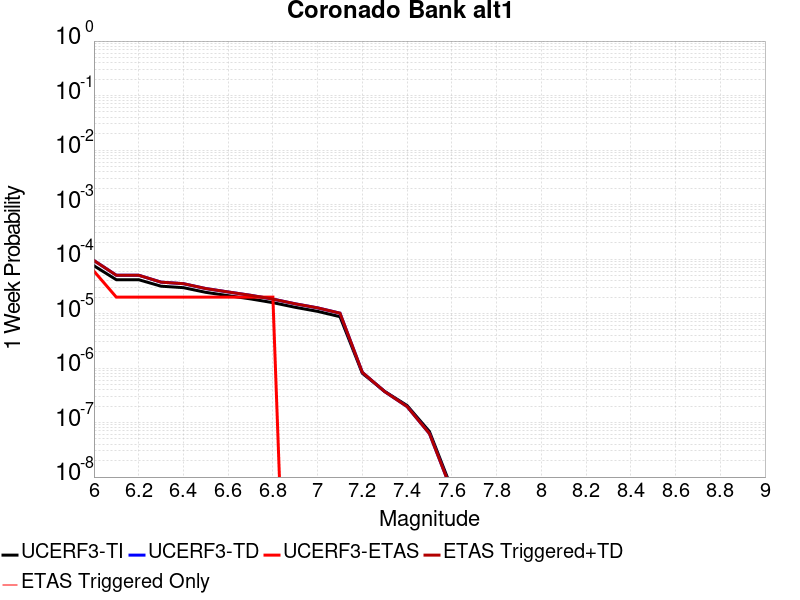 Coronado Bank alt1
1 Week Probability
10^0
10^-1
10^-2
10^-3
10^-4
10^-5
10^-6
10^-7
10^-8
6 6.2 6.4 6.6 6.8 7 7.2 7.4 7.6 7.8 8 8.2 8.4 8.6 8.8 9
Magnitude
UCERF3-TI UCERF3-TD UCERF3-ETAS ETAS Triggered+TD
ETAS Triggered Only